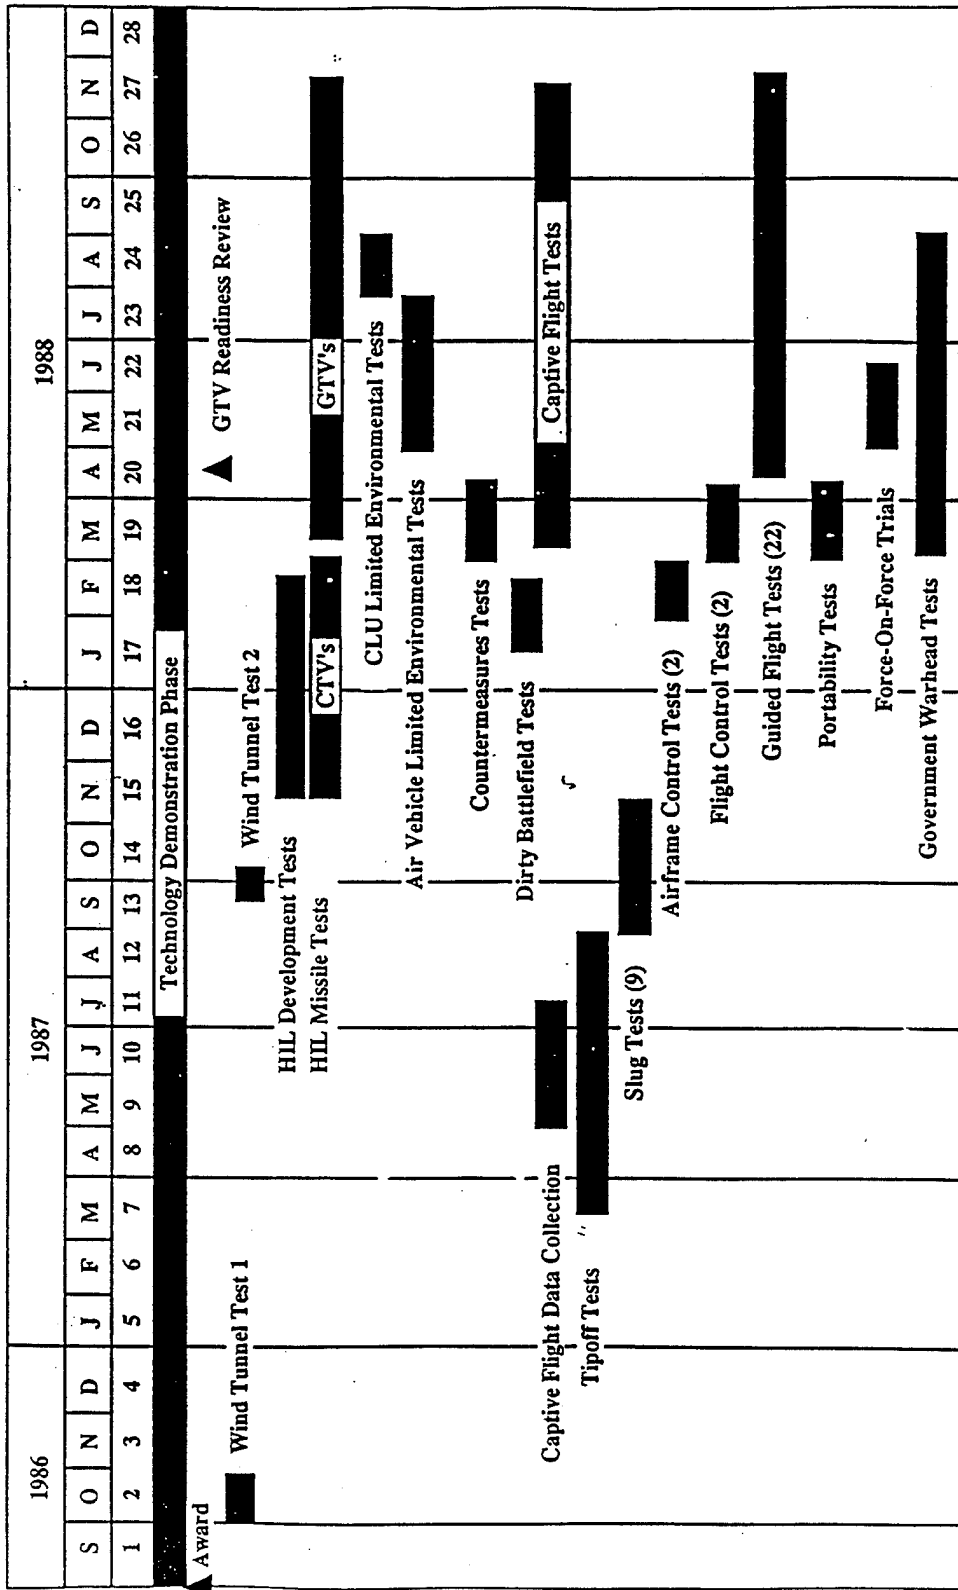 1986 1987 1988
S O N D J F M A M J J A S O N D J F M A M J J A S O N D
1 2 3 4 5 6 7 8 9 10 11 12 13 14 15 16 17 18 19 20 21 22 23 24 25 26 27 28
Technology Demonstration Phase
Award
GTV Readiness Review
Wind Tunnel Test 1
Wind Tunnel Test 2
HIL Development Tests
HIL Missile Tests
CTV's
GTV's
CLU Limited Environmental Tests
Air Vehicle Limited Environmental Tests
Countermeasures Tests
Dirty Battlefield Tests
Captive Flight Data Collection
Captive Flight Tests
Tipoff Tests
Slug Tests (9)
Airframe Control Tests (2)
Flight Control Tests (2)
Guided Flight Tests (22)
Portability Tests
Force-On-Force Trials
Government Warhead Tests